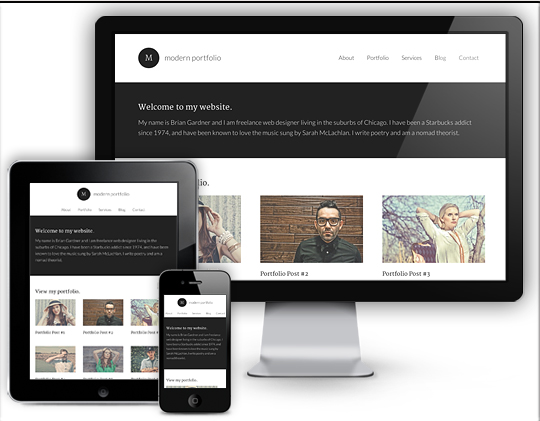 M
modern portfolio
About Portfolio Services Blog Contact
Welcome to my website.
My name is Brian Gardner and I am freelance web designer living in the suburbs of Chicago. I have been a Starbucks addict
since 1974, and have been known to love the music sung by Sarah McLachlan. I write poetry and am a nomad theorist.
Portfolio Post #2
Portfolio Post #3
M
modern portfolio
About Portfolio Services Blog Contact
Welcome to my website.
My name is Brian Gardner and I am freelance web designer living in the
suburbs of Chicago. I have been a Starbucks addict since 1974, and have
been known to love the music sung by Sarah McLachlan. I write poetry and am a
nomad theorist.
View my portfolio.
Portfolio Post #1
Portfolio Post #2
Portfolio Post #3
M
modern portfolio
Services Blog Contact
Welcome to my website.
View my portfolio.